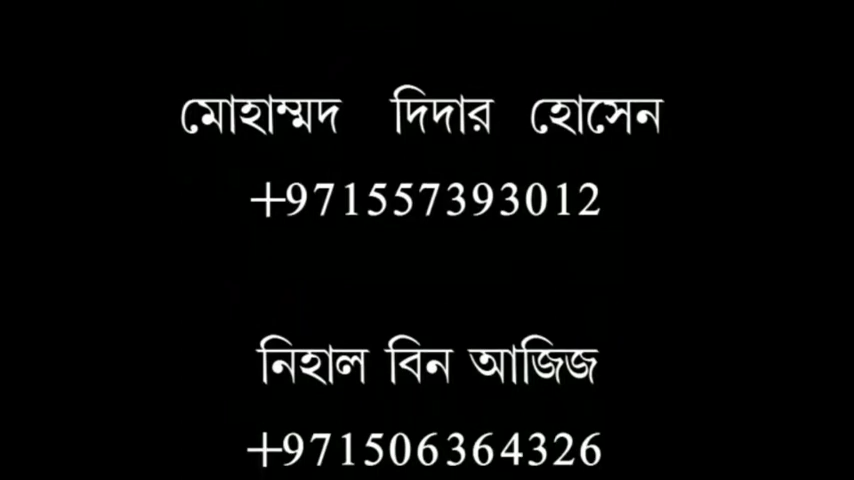 মোহাম্মদ দিদার হোসেন
+971557393012
নিহাল বিন আজিজ
+971506364326